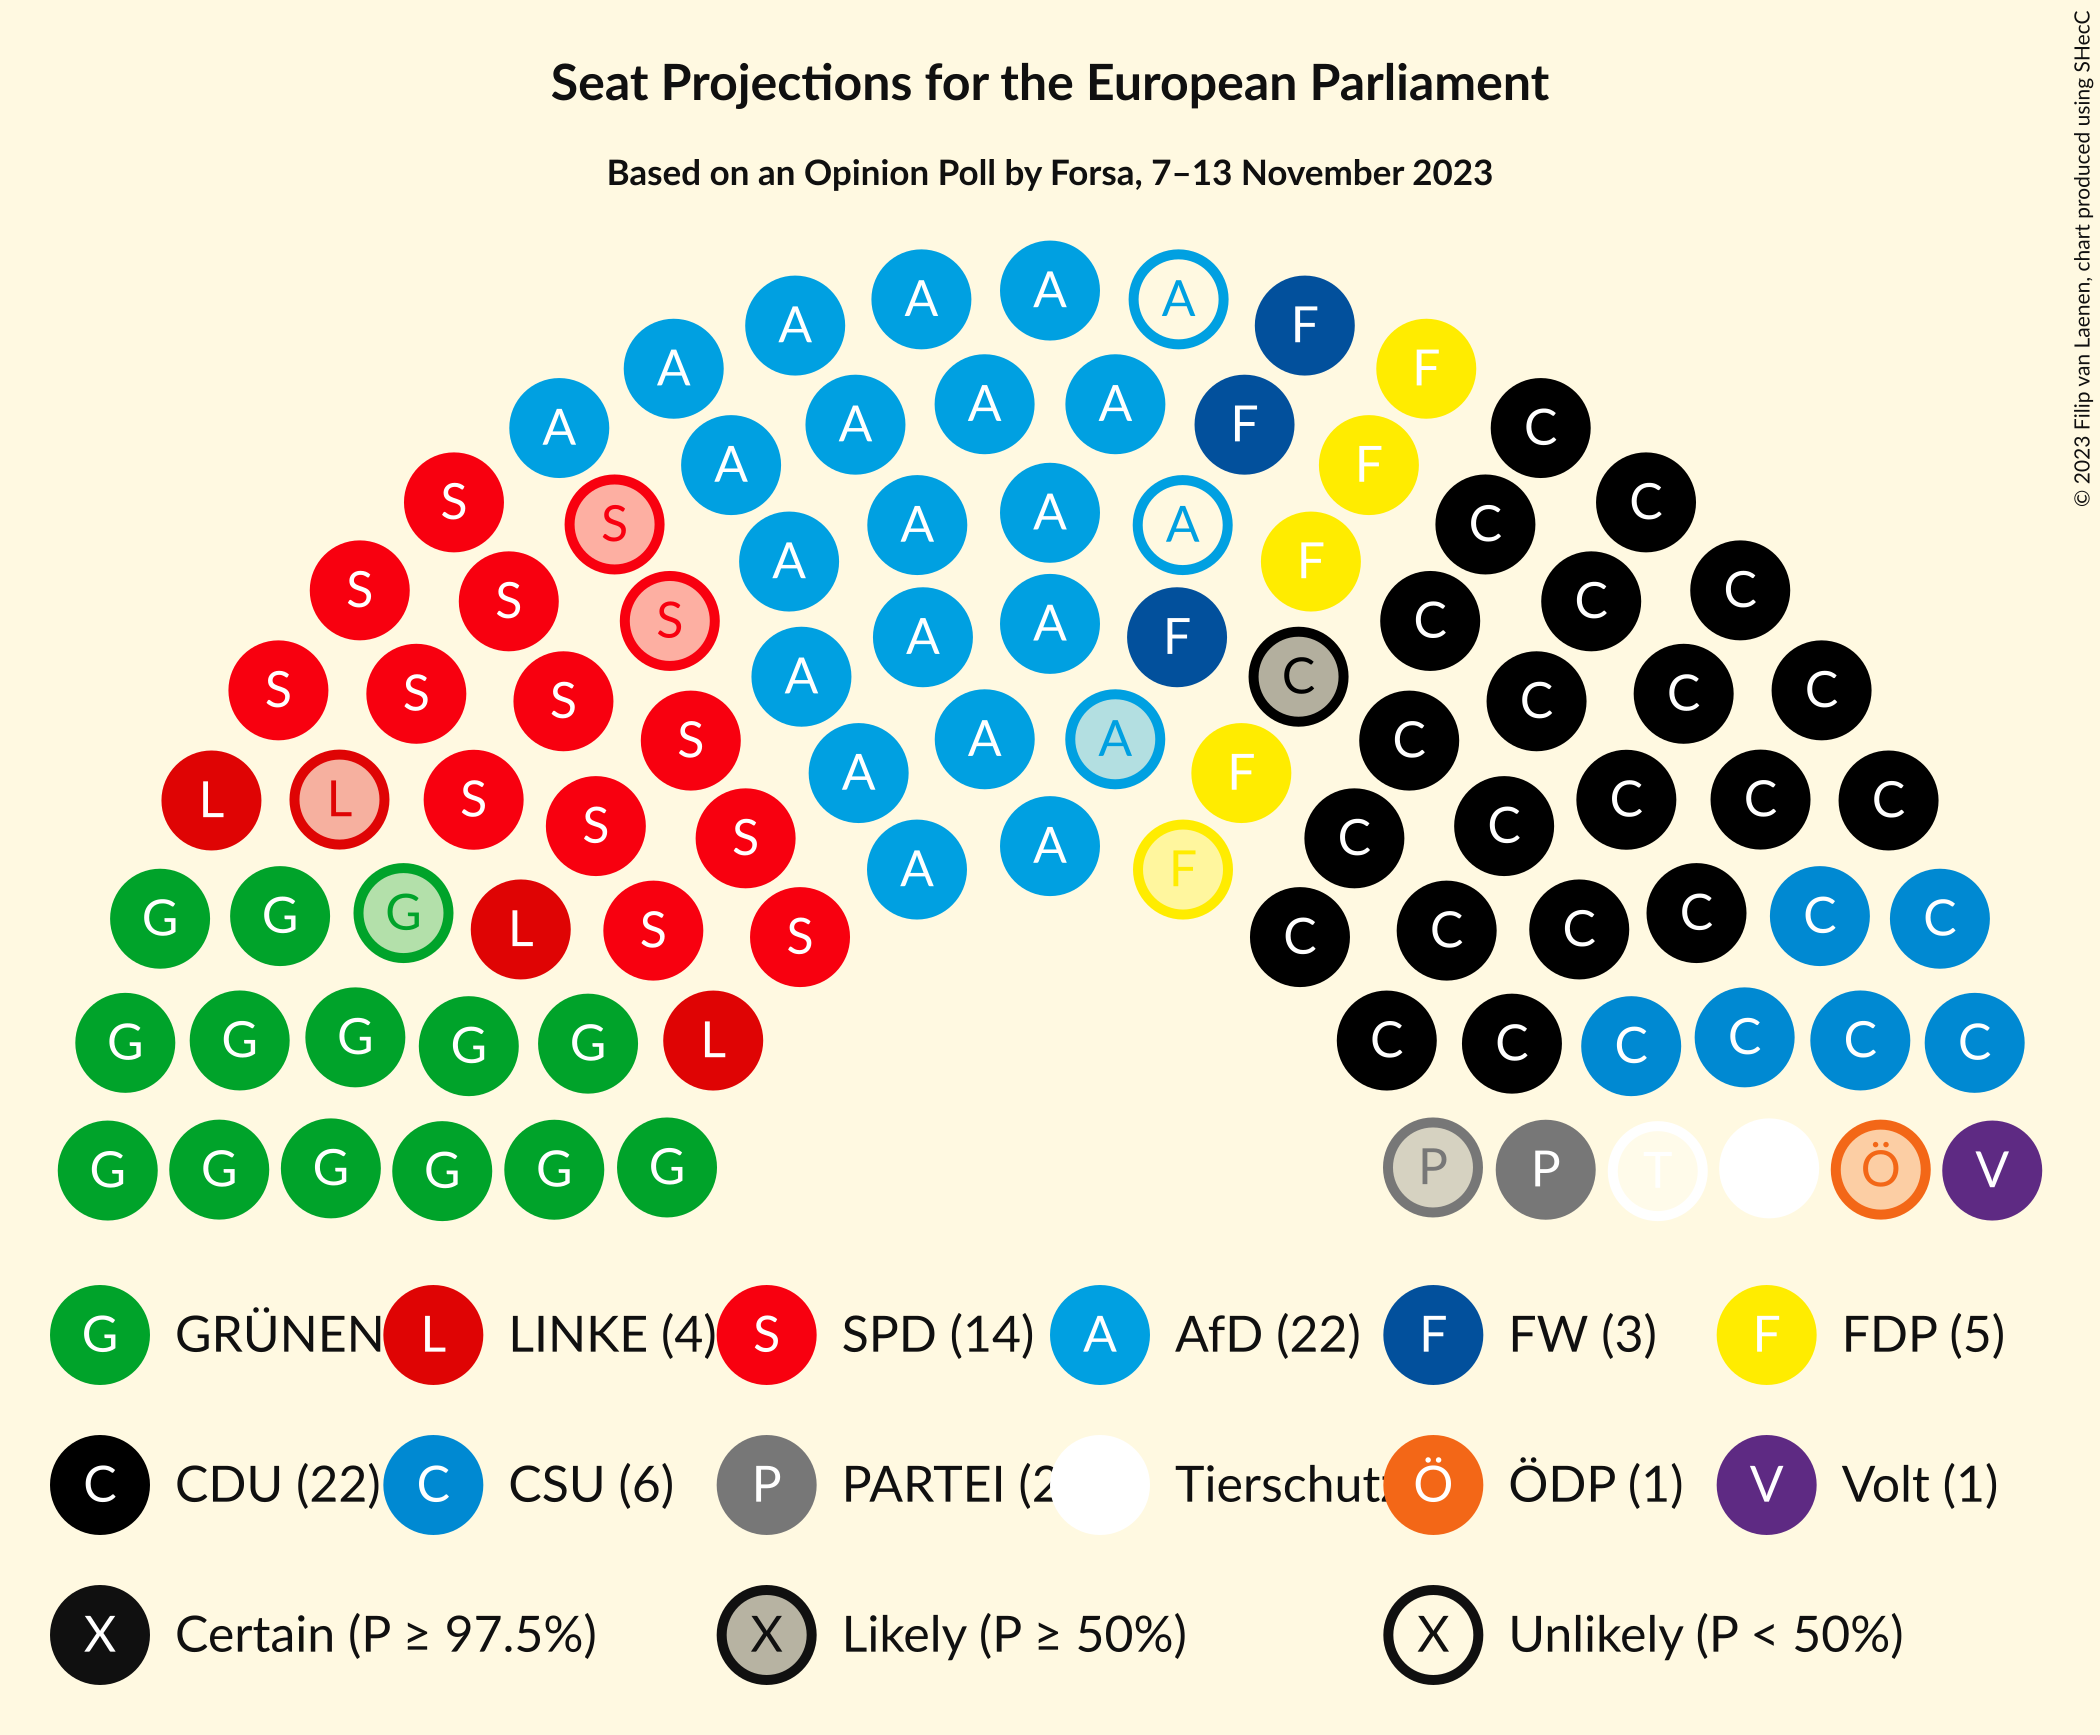 Seat Projections for the European Parliament
Based on an Opinion Poll by Forsa, 7–13 November 2023
© 2023 Filip van Laenen, chart produced using SHecC
A A A A A A F F C
A A A A F F C C
S S A A A A F C C C
S S S A A A F C C C C
S S S S A A A A F C C C C C
L L S S S A A F C C C C C
G G G L S S C C C C C C
G G G G G L C C C C C C
G G G G G G P P T Ö V
G GRÜNEN L LINKE (4) S SPD (14) A AfD (22) F FW (3) F FDP (5)
C CDU (22) C CSU (6) P PARTEI (2 Tierschutz Ö ÖDP (1) V Volt (1)
X Certain (P ≥ 97.5%) X Likely (P ≥ 50%) X Unlikely (P < 50%)